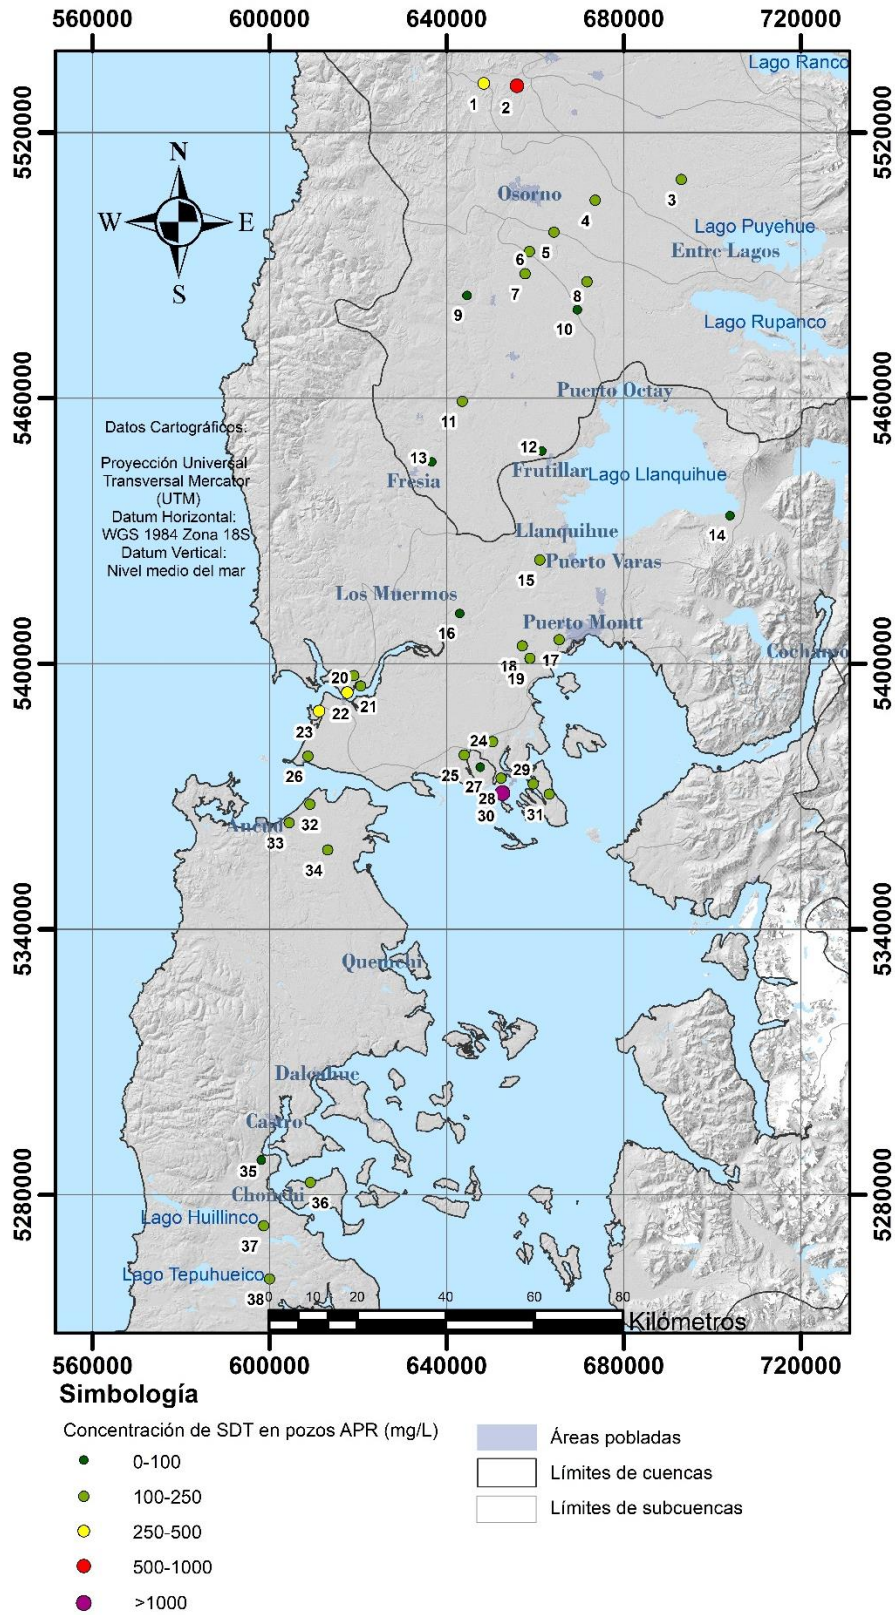 560000 600000 640000 680000 720000
Lago Ranco
1
2
5520000 5520000
N
W E
S
3
Osorno
4
Lago Puyehue
5
Entre Lagos
6
7
8
9
10
Lago Rupanco
5460000 5460000
Puerto Octay
11
Datos Cartográficos:
Proyección Universal
Transversal Mercator
(UTM)
Datum Horizontal:
WGS 1984 Zona 18S
Datum Vertical:
Nivel medio del mar
12
13
Frutillar
Fresia
Lago Llanquihue
14
Llanquihue
15
Puerto Varas
Los Muermos
16
Puerto Montt
17
18
19
Cochamo
5400000 5400000
20
21
22
23
24
25
26
27
28
29
30
31
32
Ancud
33
34
5340000 5340000
Quemchi
Dalcahue
Castro
35
5280000 5280000
Chonchi
36
Lago Huillinco
37
Lago Tepuhueico
38
0 10 20 40 60 80
Kilómetros
560000 600000 640000 680000 720000
Simbología
Concentración de SDT en pozos APR (mg/L)
0-100
100-250
250-500
500-1000
>1000
Áreas pobladas
Límites de cuencas
Límites de subcuencas